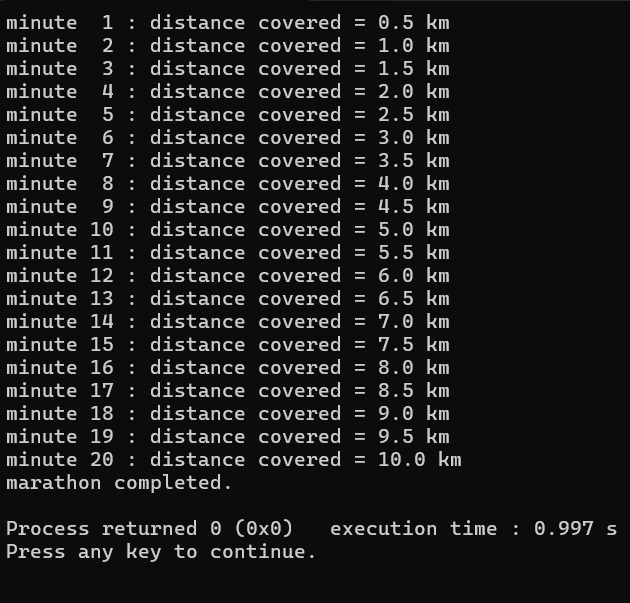 minute  1 : distance covered = 0.5 km
minute  2 : distance covered = 1.0 km
minute  3 : distance covered = 1.5 km
minute  4 : distance covered = 2.0 km
minute  5 : distance covered = 2.5 km
minute  6 : distance covered = 3.0 km
minute  7 : distance covered = 3.5 km
minute  8 : distance covered = 4.0 km
minute  9 : distance covered = 4.5 km
minute 10 : distance covered = 5.0 km
minute 11 : distance covered = 5.5 km
minute 12 : distance covered = 6.0 km
minute 13 : distance covered = 6.5 km
minute 14 : distance covered = 7.0 km
minute 15 : distance covered = 7.5 km
minute 16 : distance covered = 8.0 km
minute 17 : distance covered = 8.5 km
minute 18 : distance covered = 9.0 km
minute 19 : distance covered = 9.5 km
minute 20 : distance covered = 10.0 km
marathon completed.
Process returned 0 (0x0)   execution time : 0.997 s
Press any key to continue.